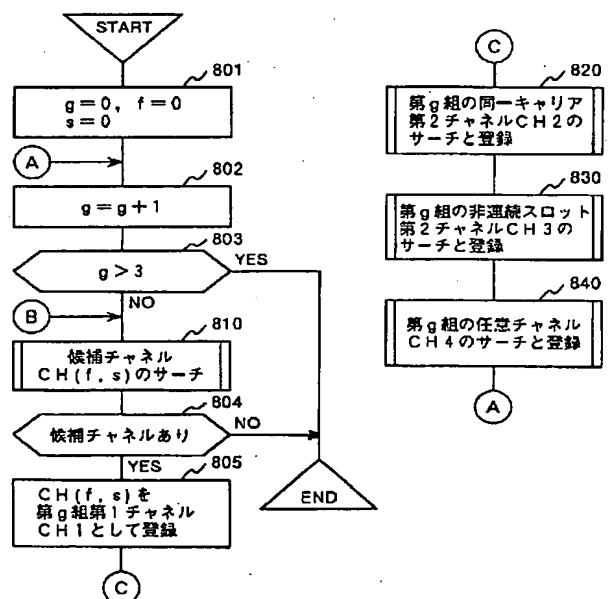 START
801
g=0, f=0
s=0
A
802
g=g+1
803
g>3
YES
NO
B
810
候補チャネル
CH(f,s)のサーチ
804
候補チャネルあり
NO
YES
805
CH(f,s)を
第g組第1チャネル
CH1として登録
END
C
C
820
第g組の同一キャリア
第2チャネルCH2の
サーチと登録
830
第g組の非連続スロット
第2チャネルCH3の
サーチと登録
840
第g組の任意チャネル
CH4のサーチと登録
A